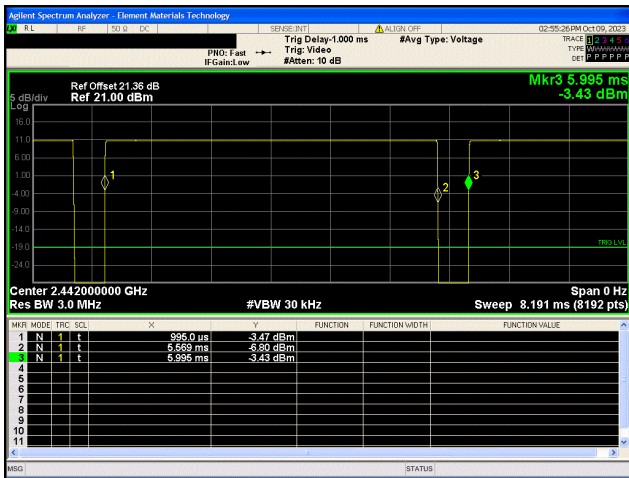 Agilent Spectrum Analyzer - Element Materials Technology
RL RF 50 Ω DC SENSE:INT ALIGN OFF 02:55:26 PM Oct 09, 2023
Trig Delay-1.000 ms #Avg Type: Voltage TRACE 1 2 3 4 5 6
PNO: Fast Trig: Video TYPE
IFGain:Low #Atten: 10 dB DET P P P P P P
Mkr3 5.995 ms
-3.43 dBm
Ref Offset 21.36 dB
5 dB/div Ref 21.00 dBm
Log
16.0
11.0
6.00
1.00
-4.00
-9.00
-14.0
-19.0
-24.0
1
2
3
TRIG LVL
Center 2.442000000 GHz Span 0 Hz
Res BW 3.0 MHz #VBW 30 kHz Sweep 8.191 ms (8192 pts)
MKR MODE TRC SCL X Y FUNCTION FUNCTION WIDTH FUNCTION VALUE
1 N 1 t 995.0 µs -3.47 dBm
2 N 1 t 5.569 ms -6.80 dBm
3 N 1 t 5.995 ms -3.43 dBm
4
5
6
7
8
9
10
11
MSG STATUS